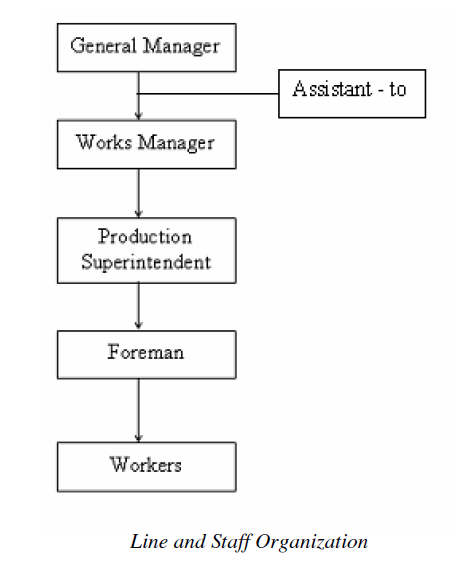 General Manager
Assistant - to
Works Manager
Production
Superintendent
Foreman
Workers
Line and Staff Organization